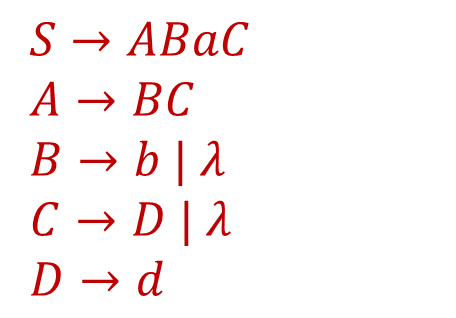 S → ABaC
A → BC
B → b | λ
C → D | λ
D → d